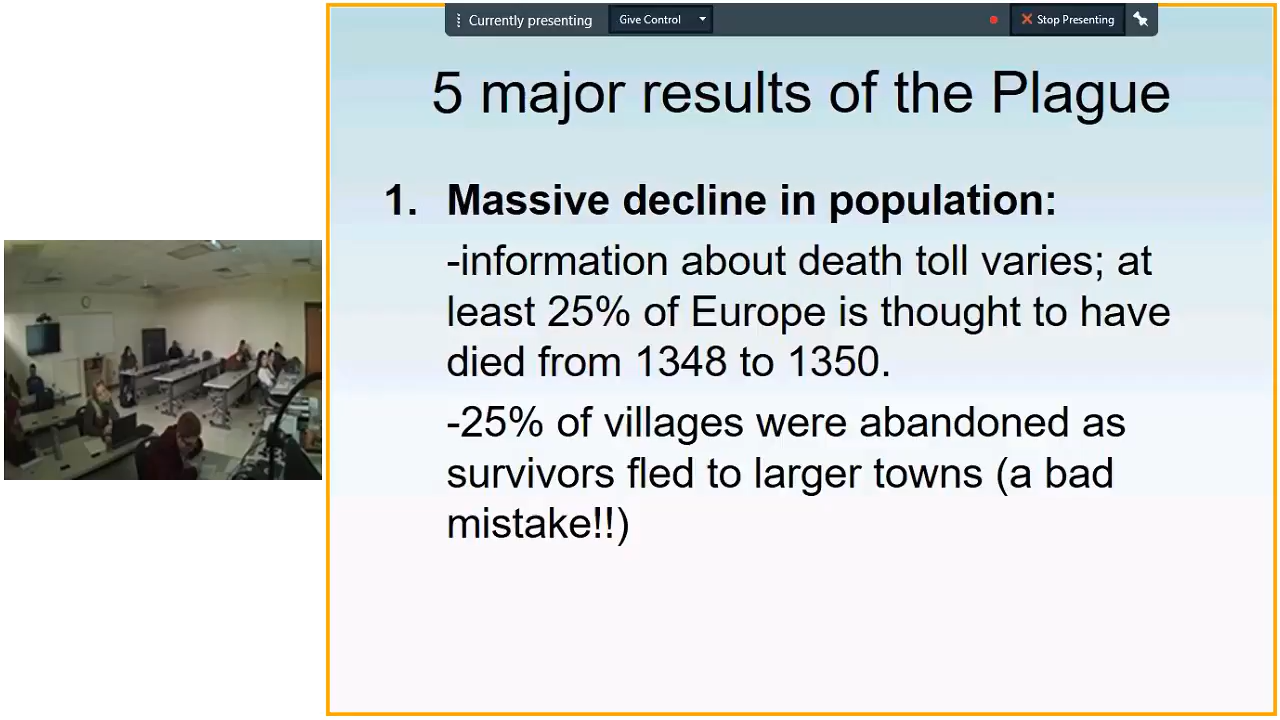 Currently presenting Give Control Stop Presenting
5 major results of the Plague
1. Massive decline in population:
-information about death toll varies; at
least 25% of Europe is thought to have
died from 1348 to 1350.
-25% of villages were abandoned as
survivors fled to larger towns (a bad
mistake!!)